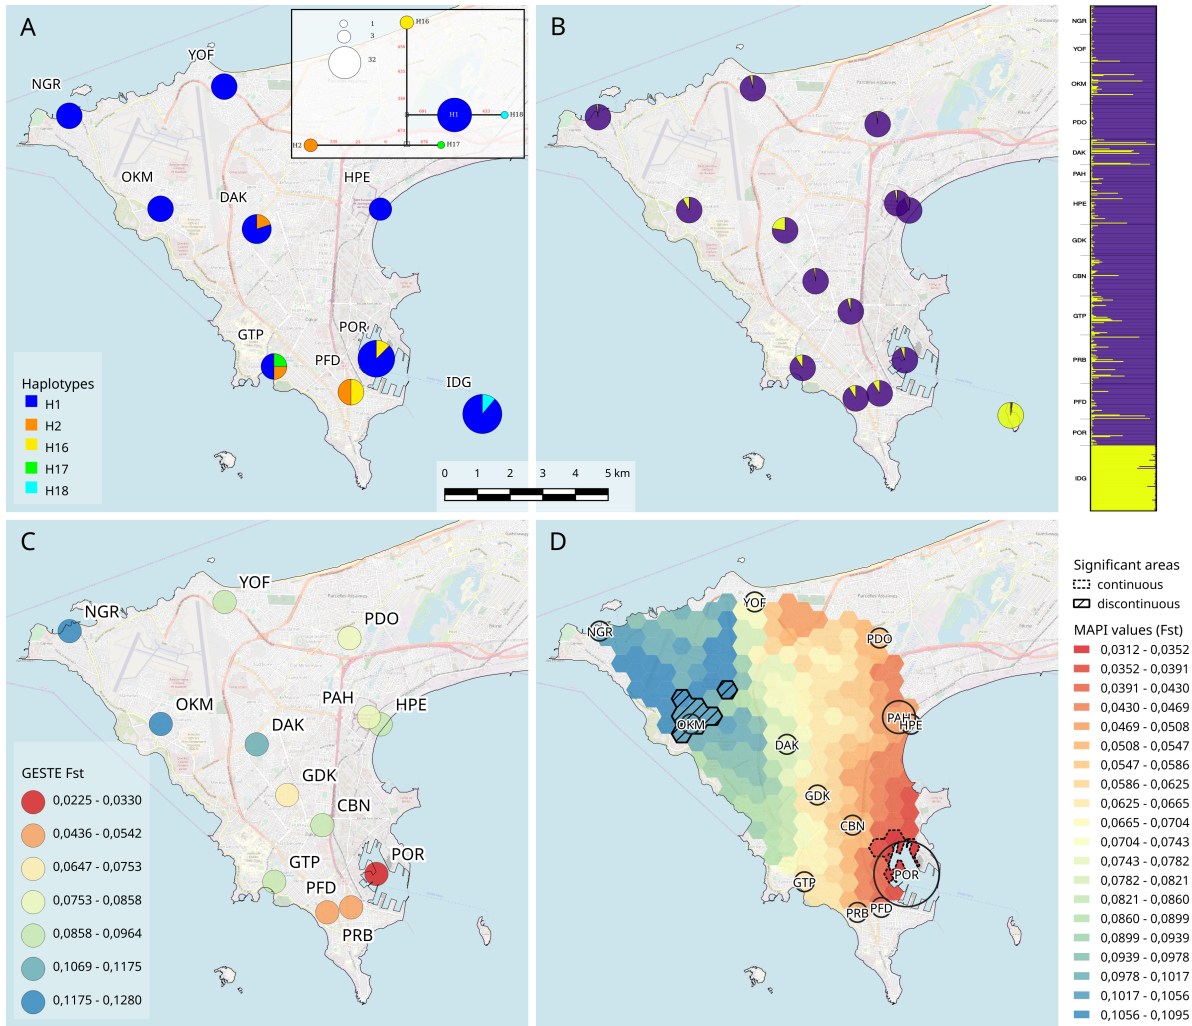 A
YOF
NGR
OKM
DAK
HPE
GTP
POR
PFD
IDG
1
3
32
H16
H1
H18
H2
H17
Haplotypes
H1
H2
H16
H17
H18
0 1 2 3 4 5 km
B
NGR
YOF
OKM
PDO
DAK
PAH
HPE
GDK
CBN
GTP
PRB
PFD
POR
IDG
C
YOF
NGR
PDO
PAH
HPE
OKM
DAK
GDK
CBN
GTP
POR
PFD
PRB
GESTE Fst
0,0225 - 0,0330
0,0436 - 0,0542
0,0647 - 0,0753
0,0753 - 0,0858
0,0858 - 0,0964
0,1069 - 0,1175
0,1175 - 0,1280
D
YOF
NGR
PDO
PAH
HPE
OKM
DAK
GDK
CBN
POR
GTP
PRB
PFD
Significant areas
continuous
discontinuous
MAPI values (Fst)
0,0312 - 0,0352
0,0352 - 0,0391
0,0391 - 0,0430
0,0430 - 0,0469
0,0469 - 0,0508
0,0508 - 0,0547
0,0547 - 0,0586
0,0586 - 0,0625
0,0625 - 0,0665
0,0665 - 0,0704
0,0704 - 0,0743
0,0743 - 0,0782
0,0782 - 0,0821
0,0821 - 0,0860
0,0860 - 0,0899
0,0899 - 0,0939
0,0939 - 0,0978
0,0978 - 0,1017
0,1017 - 0,1056
0,1056 - 0,1095